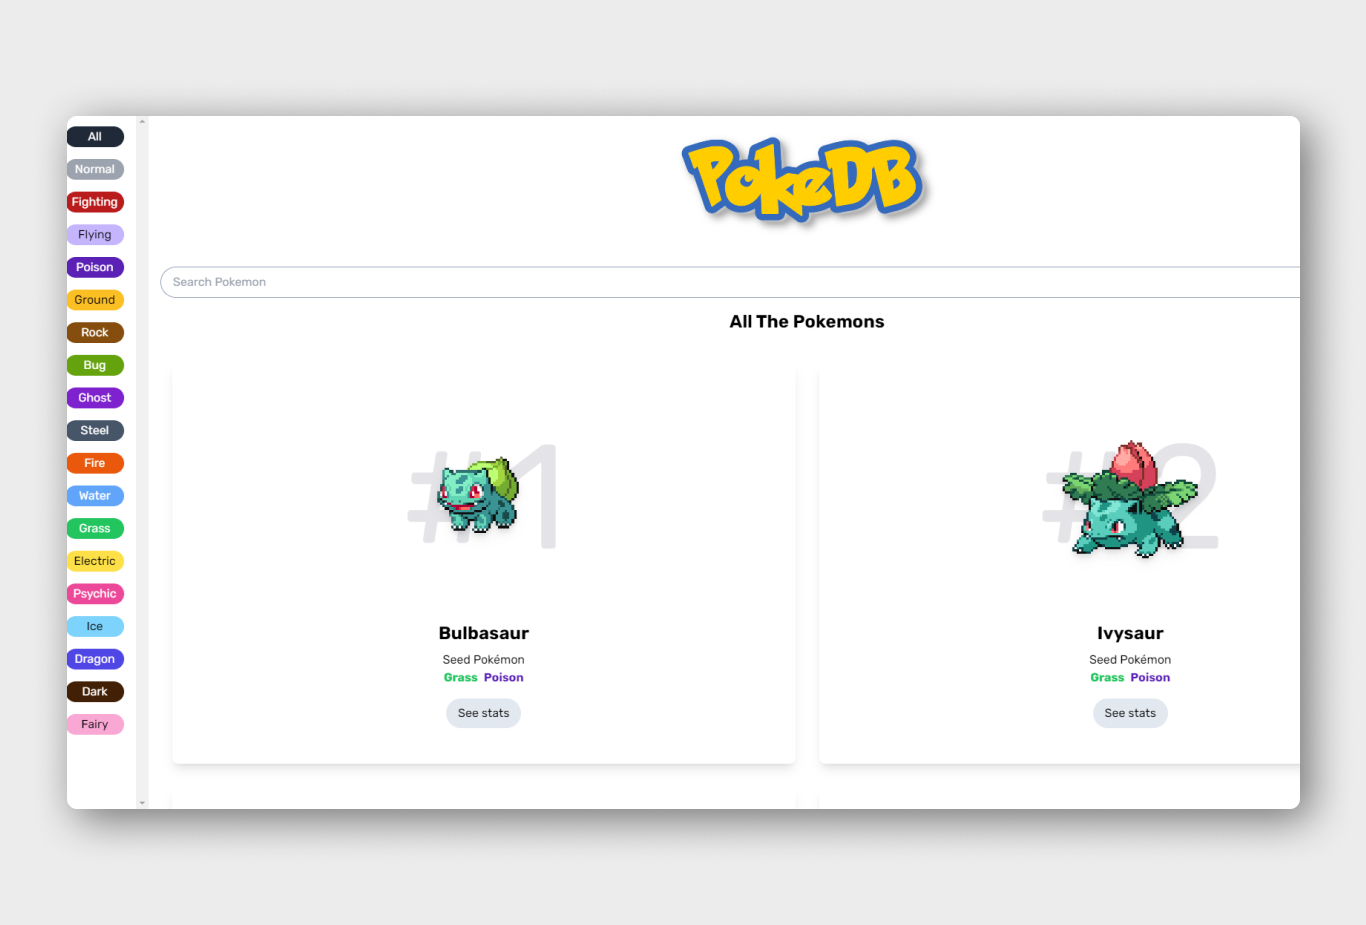 All
Normal
Fighting
Flying
Poison
Ground
Rock
Bug
Ghost
Steel
Fire
Water
Grass
Electric
Psychic
Ice
Dragon
Dark
Fairy
PokeDB
Search Pokemon
All The Pokemons
#1
Bulbasaur
Seed Pokémon
Grass Poison
See stats
#2
Ivysaur
Seed Pokémon
Grass Poison
See stats